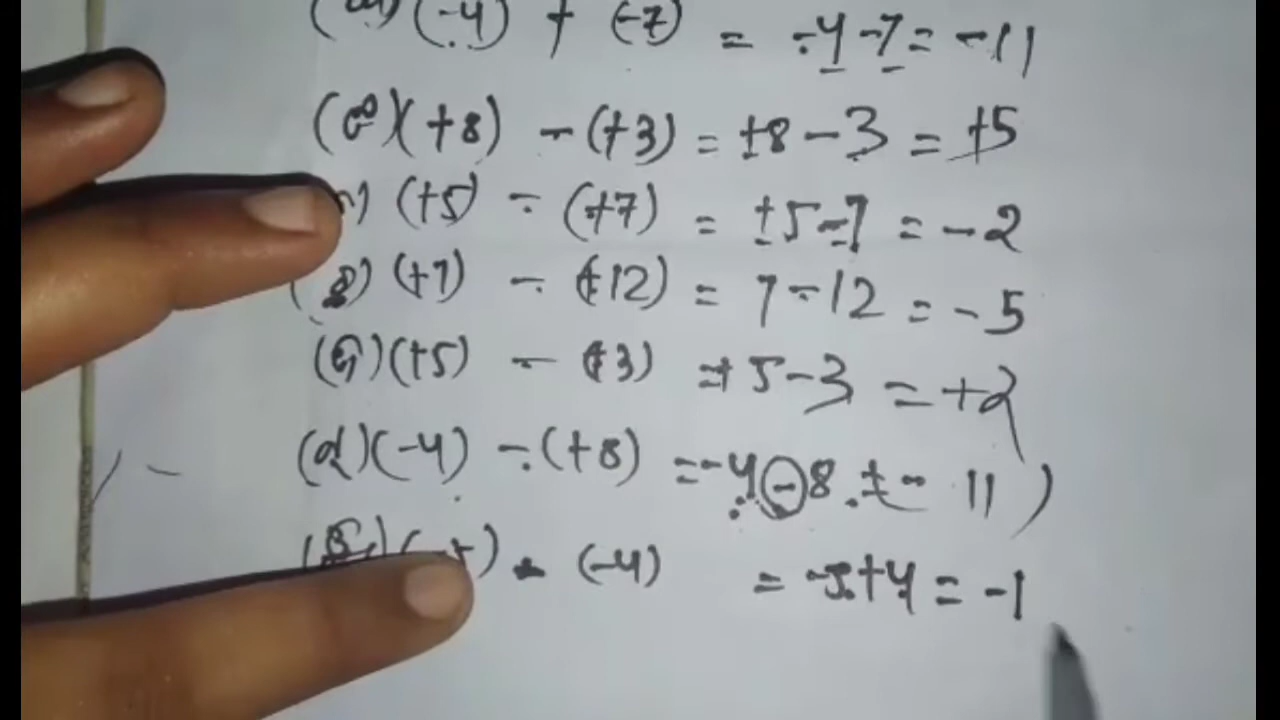 (-4) + (-7) = -4-7 = -11
(+8) - (+3) = +8 - 3 = +5
(+5) - (+7) = +5-7 = -2
(+7) - (+12) = 7-12 = -5
(+5) - (+3) = +5-3 = +2
(-4) - (+8) = -4-8 = - 11
- (-4) = -5+4 = -1